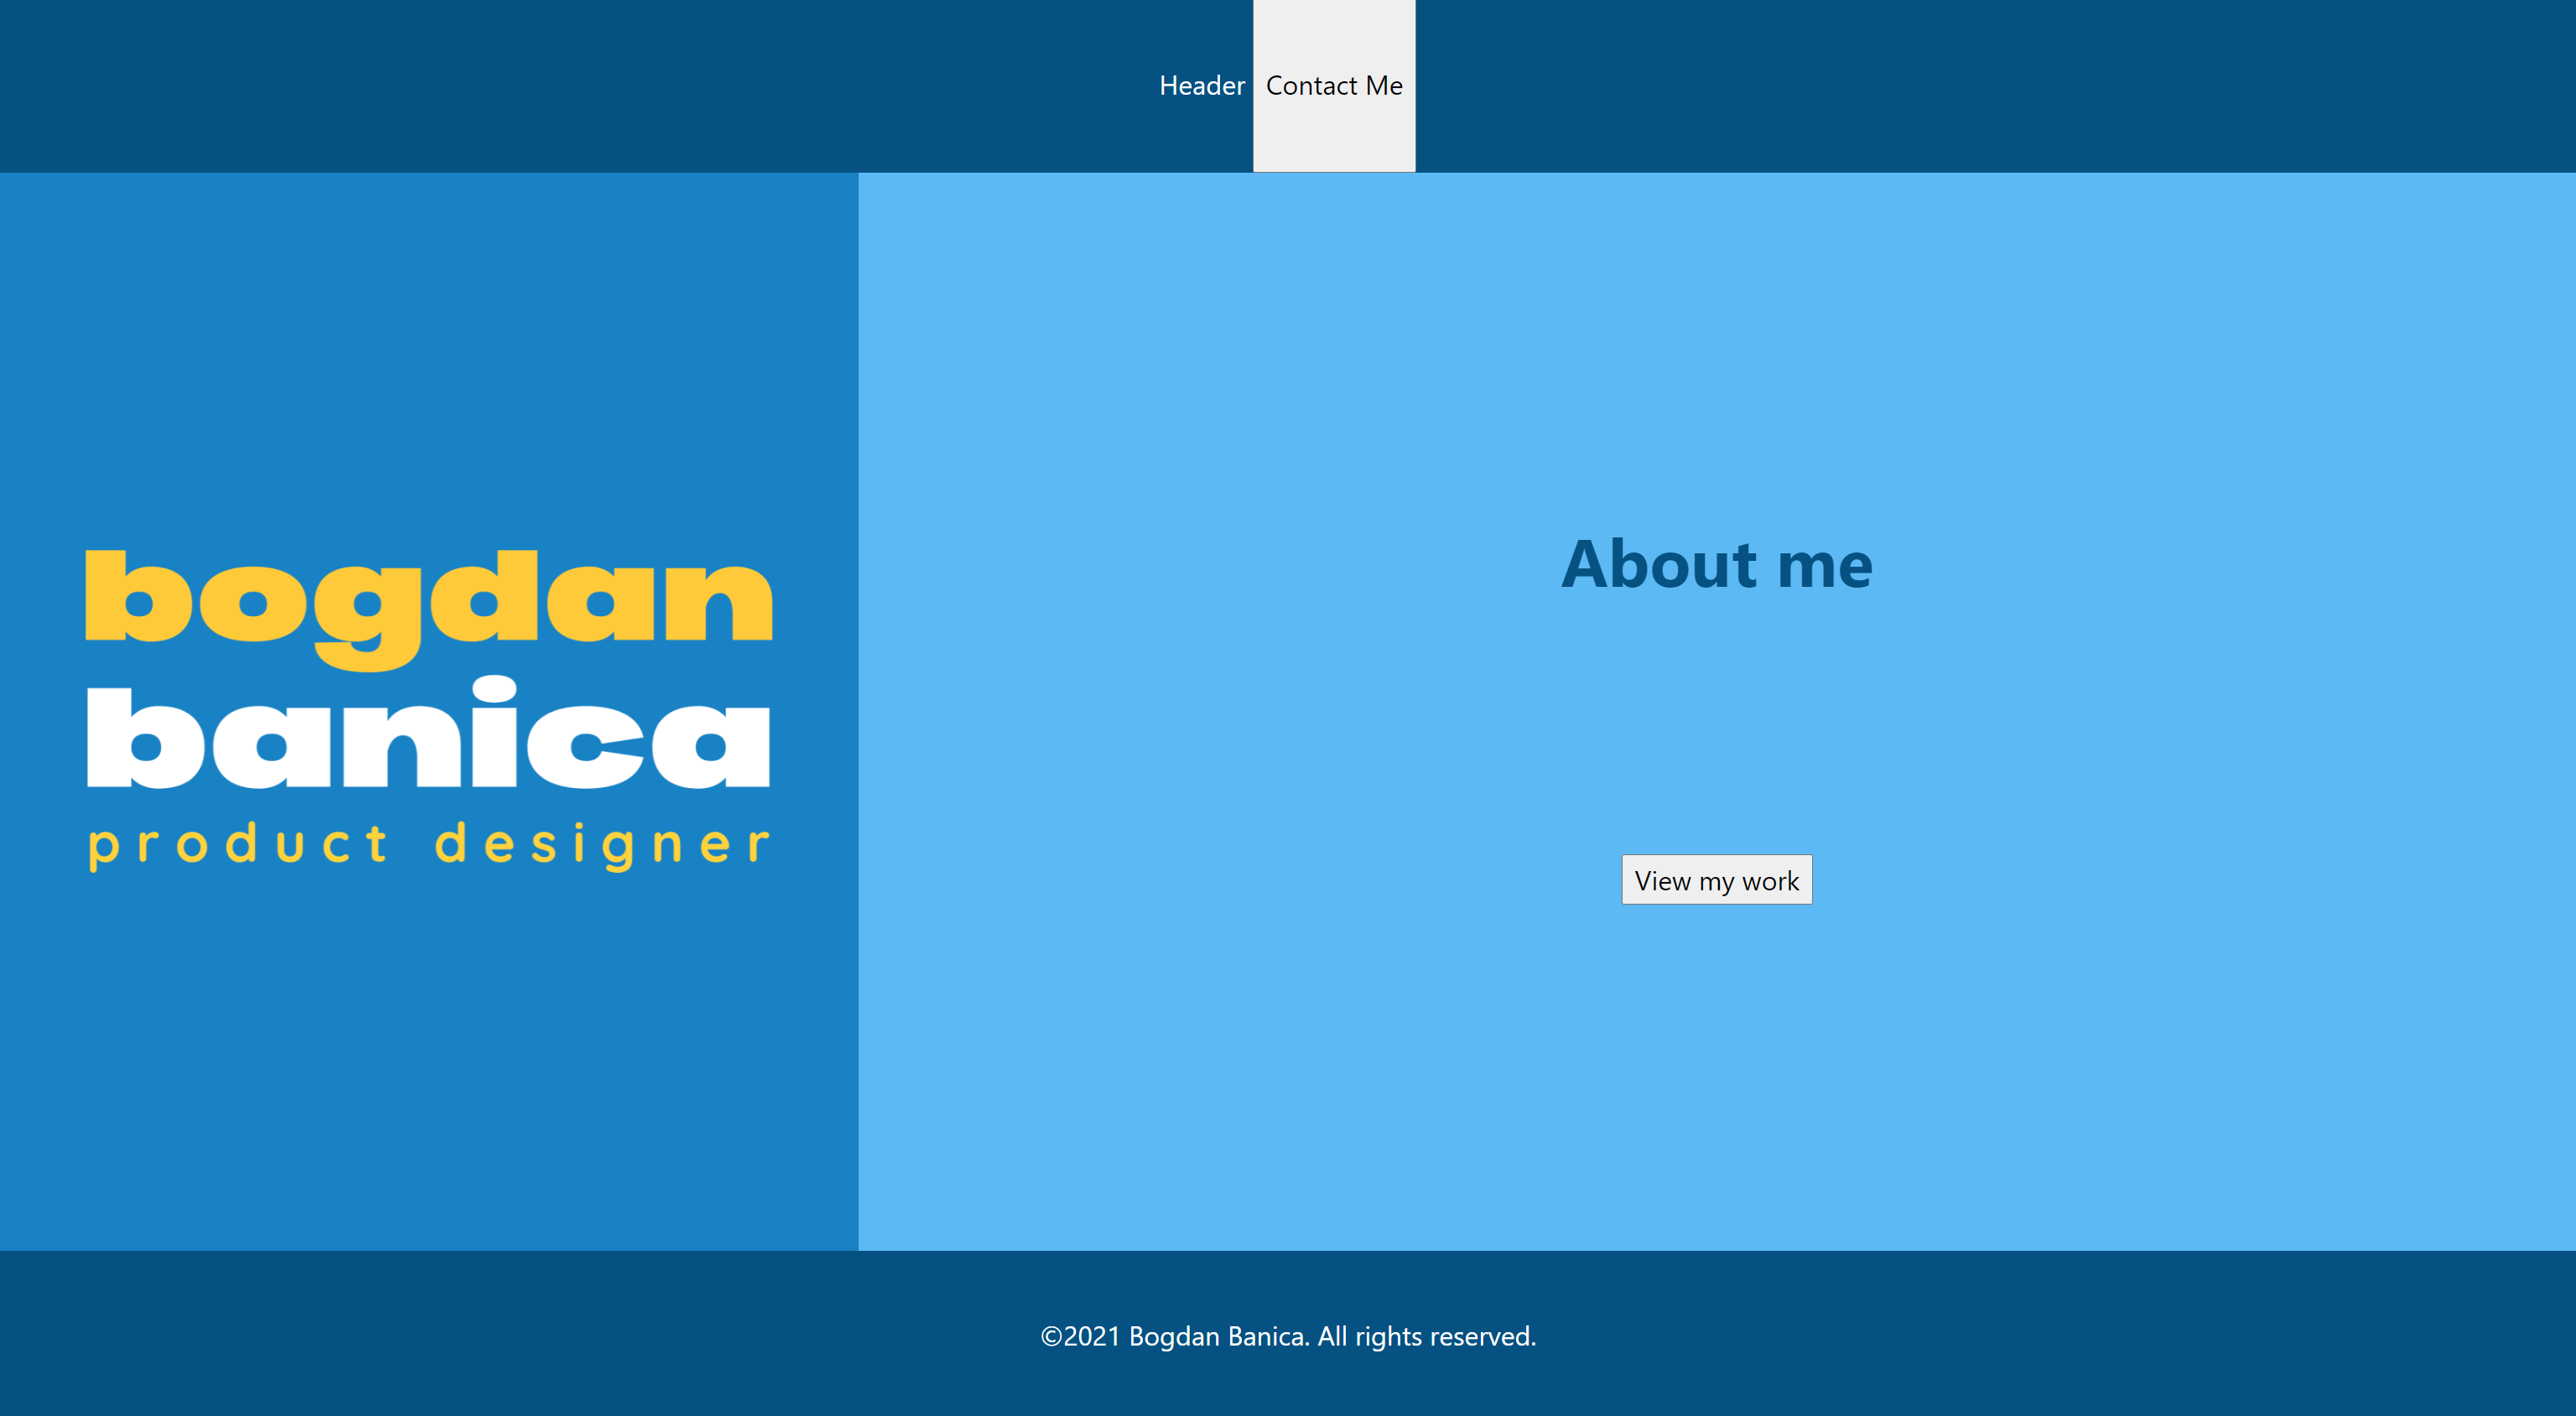 Header Contact Me
bogdan
banica
product designer
About me
View my work
©2021 Bogdan Banica. All rights reserved.